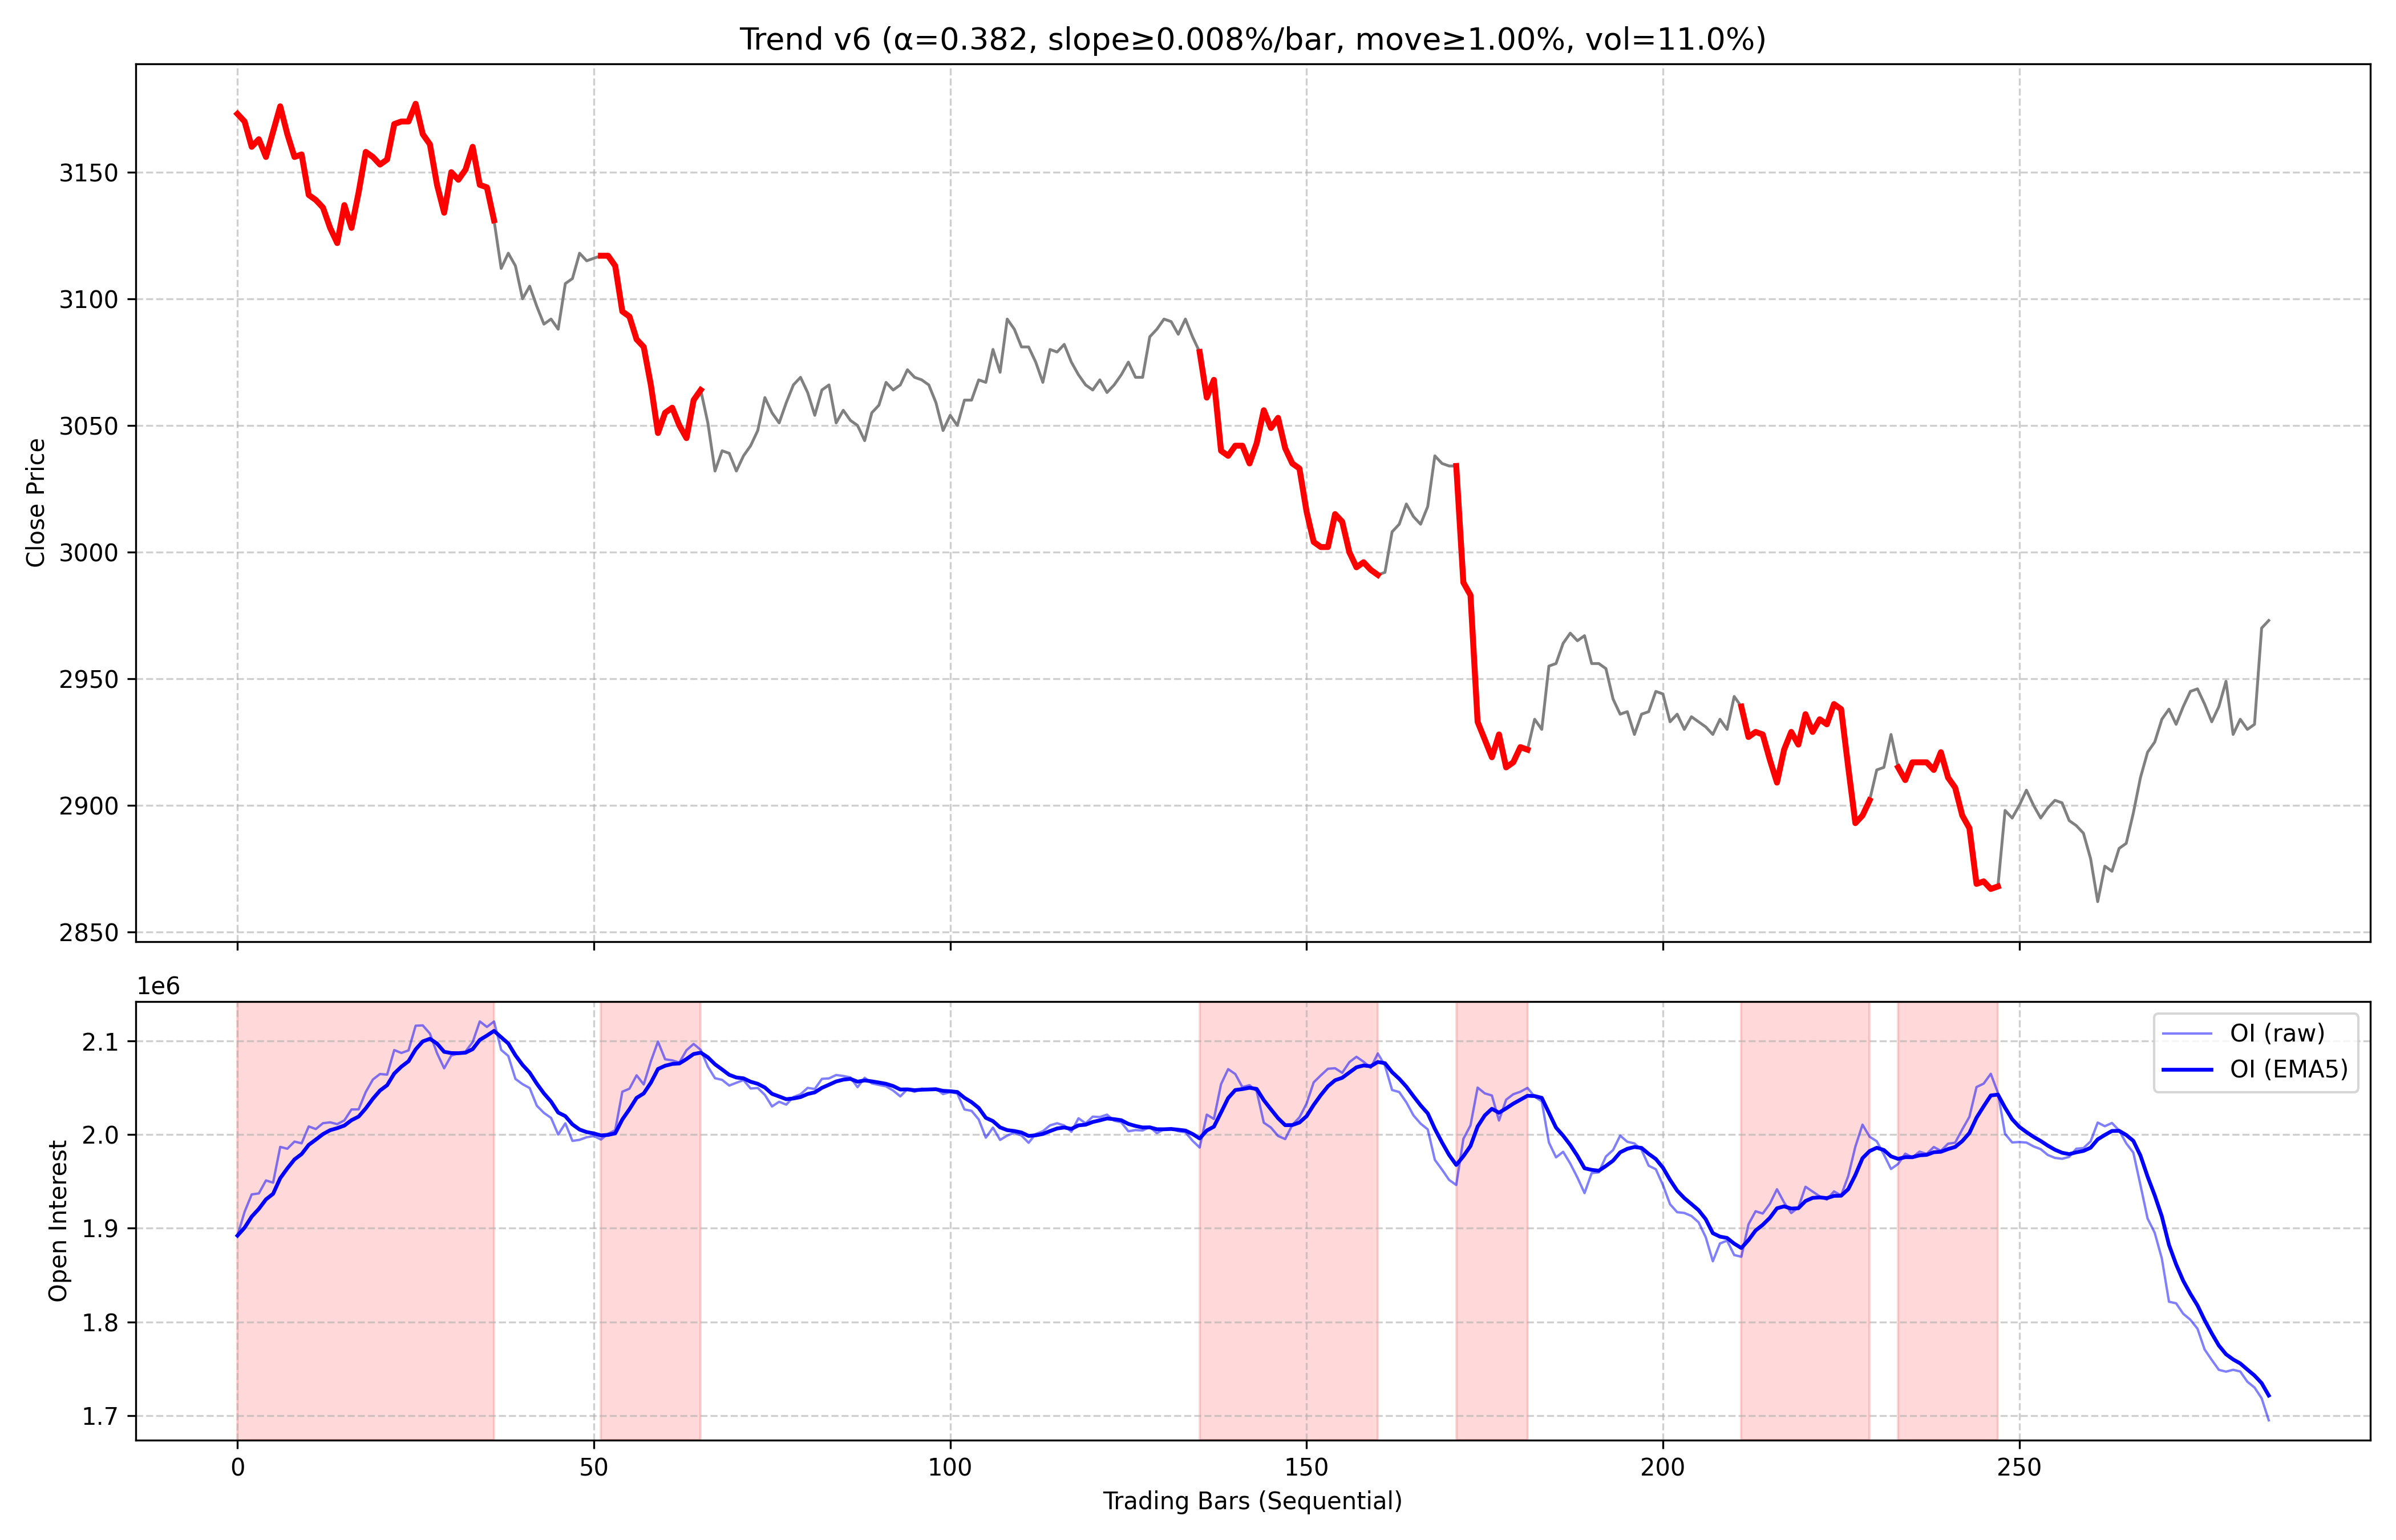 Trend v6 (α=0.382, slope≥0.008%/bar, move≥1.00%, vol=11.0%)
Close Price
3150
3100
3050
3000
2950
2900
2850
1e6
Open Interest
2.1
2.0
1.9
1.8
1.7
OI (raw)
OI (EMA5)
0 50 100 150 200 250
Trading Bars (Sequential)